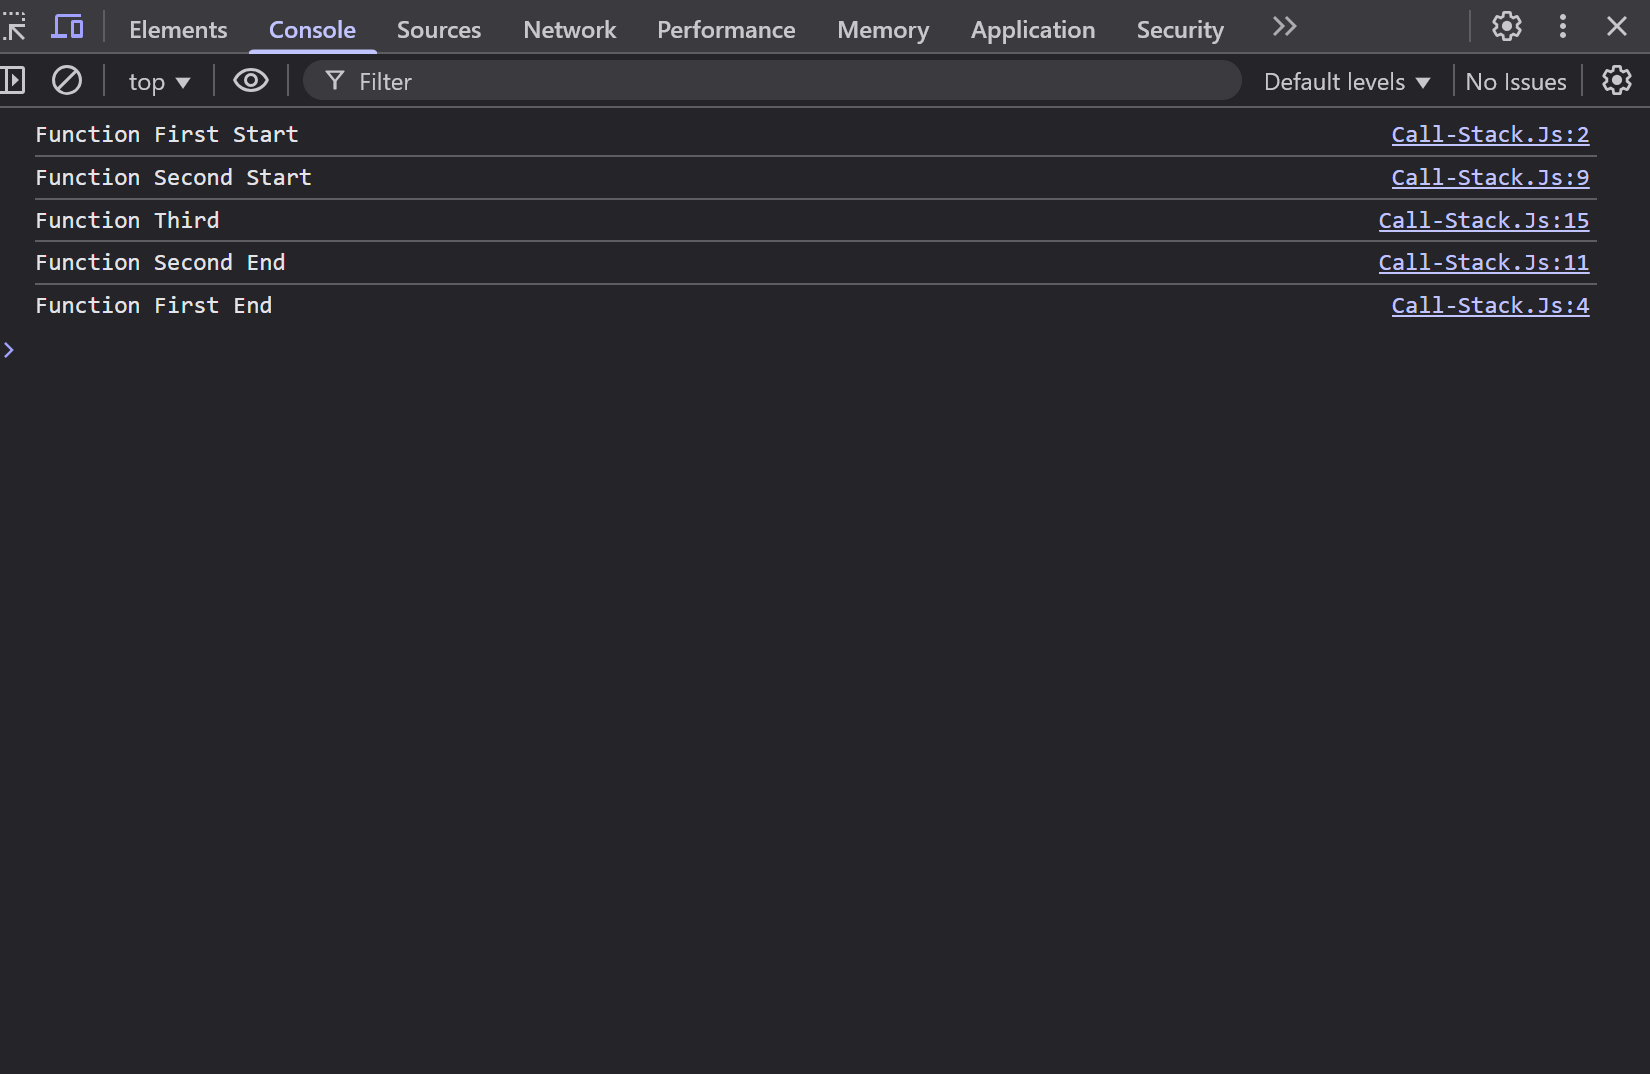 Elements Console Sources Network Performance Memory Application Security
top Filter Default levels No Issues
Function First Start Call-Stack.Js:2
Function Second Start Call-Stack.Js:9
Function Third Call-Stack.Js:15
Function Second End Call-Stack.Js:11
Function First End Call-Stack.Js:4